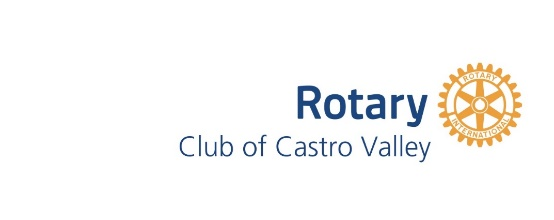 Rotary
Club of Castro Valley
ROTARY
INTERNATIONAL